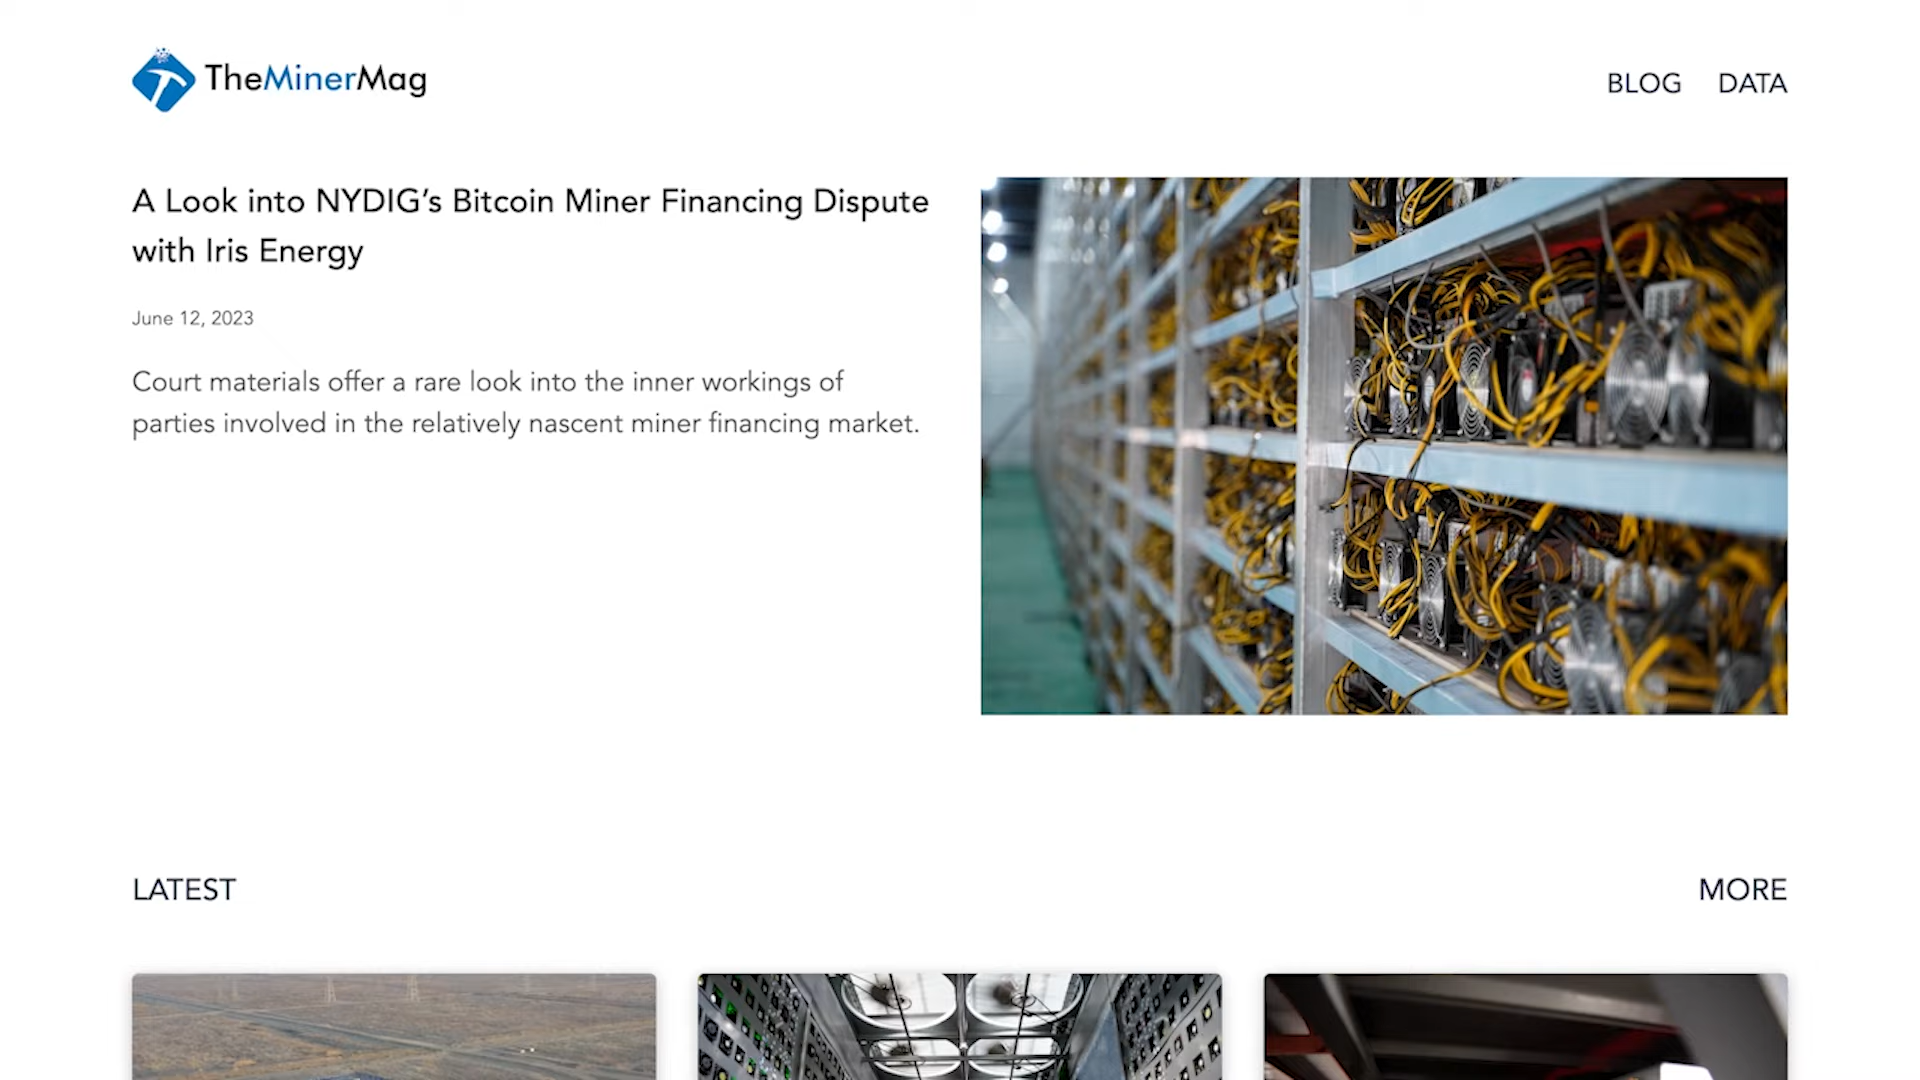 TheMinerMag
BLOG DATA
A Look into NYDIG’s Bitcoin Miner Financing Dispute
with Iris Energy
June 12, 2023
Court materials offer a rare look into the inner workings of
parties involved in the relatively nascent miner financing market.
LATEST
MORE